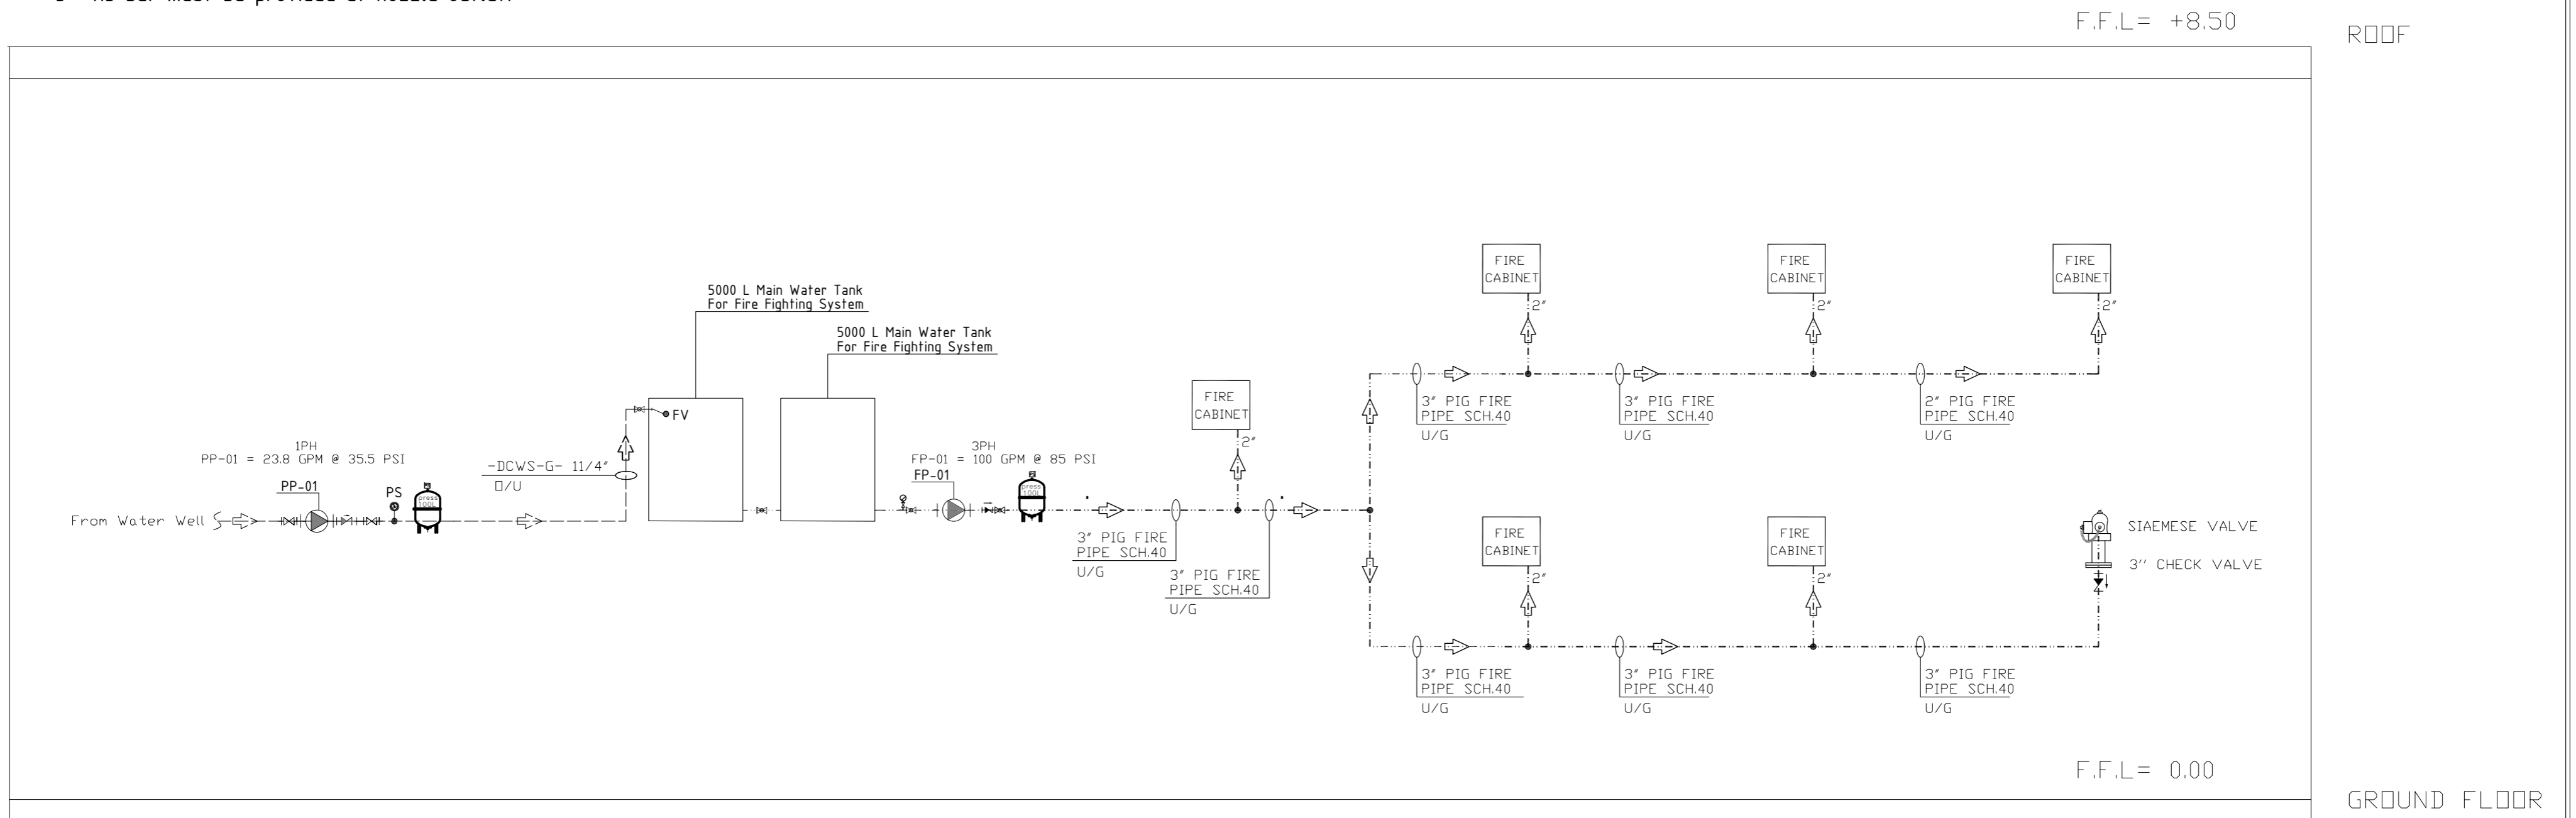 F.F.L= +8.50
ROOF
FIRE
CABINET
2"
FIRE
CABINET
2"
FIRE
CABINET
2"
5000 L Main Water Tank
For Fire Fighting System
5000 L Main Water Tank
For Fire Fighting System
FIRE
CABINET
2"
3" PIG FIRE
PIPE SCH.40
U/G
3" PIG FIRE
PIPE SCH.40
U/G
2" PIG FIRE
PIPE SCH.40
U/G
FV
1PH
PP-01 = 23.8 GPM @ 35.5 PSI
PP-01
PS
press
100L
-DCWS-G- 11/4"
O/U
3PH
FP-01 = 100 GPM @ 85 PSI
FP-01
press
100L
From Water Well
3" PIG FIRE
PIPE SCH.40
U/G
3" PIG FIRE
PIPE SCH.40
U/G
FIRE
CABINET
2"
FIRE
CABINET
2"
SIAEMESE VALVE
3'' CHECK VALVE
3" PIG FIRE
PIPE SCH.40
U/G
3" PIG FIRE
PIPE SCH.40
U/G
3" PIG FIRE
PIPE SCH.40
U/G
F.F.L= 0.00
GROUND FLOOR